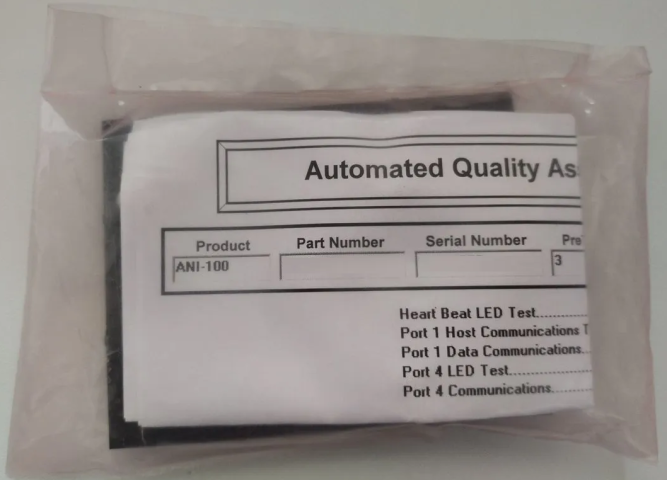 Automated Quality As
Product Part Number Serial Number Pre
ANI-100 3
Heart Beat LED Test..............
Port 1 Host Communications T
Port 1 Data Communications..
Port 4 LED Test....................
Port 4 Communications..........